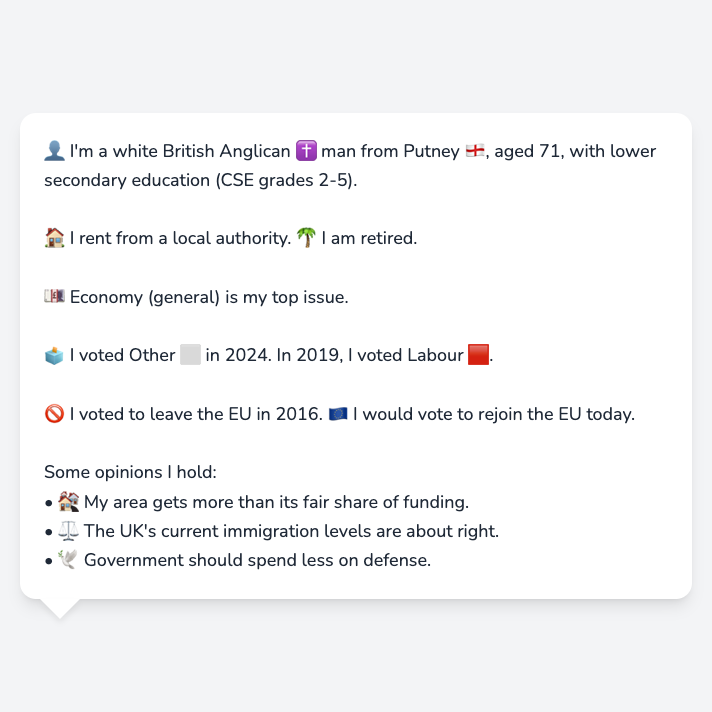 👤 I'm a white British Anglican ✝️ man from Putney 🏴󠁧󠁢󠁥󠁮󠁧󠁿, aged 71, with lower
secondary education (CSE grades 2-5).
🏠 I rent from a local authority. 🌴 I am retired.
💷 Economy (general) is my top issue.
🗳️ I voted Other ⬜ in 2024. In 2019, I voted Labour 🟥.
🚫 I voted to leave the EU in 2016. 🇪🇺 I would vote to rejoin the EU today.
Some opinions I hold:
• 🏘️ My area gets more than its fair share of funding.
• ⚖️ The UK's current immigration levels are about right.
• 🕊️ Government should spend less on defense.